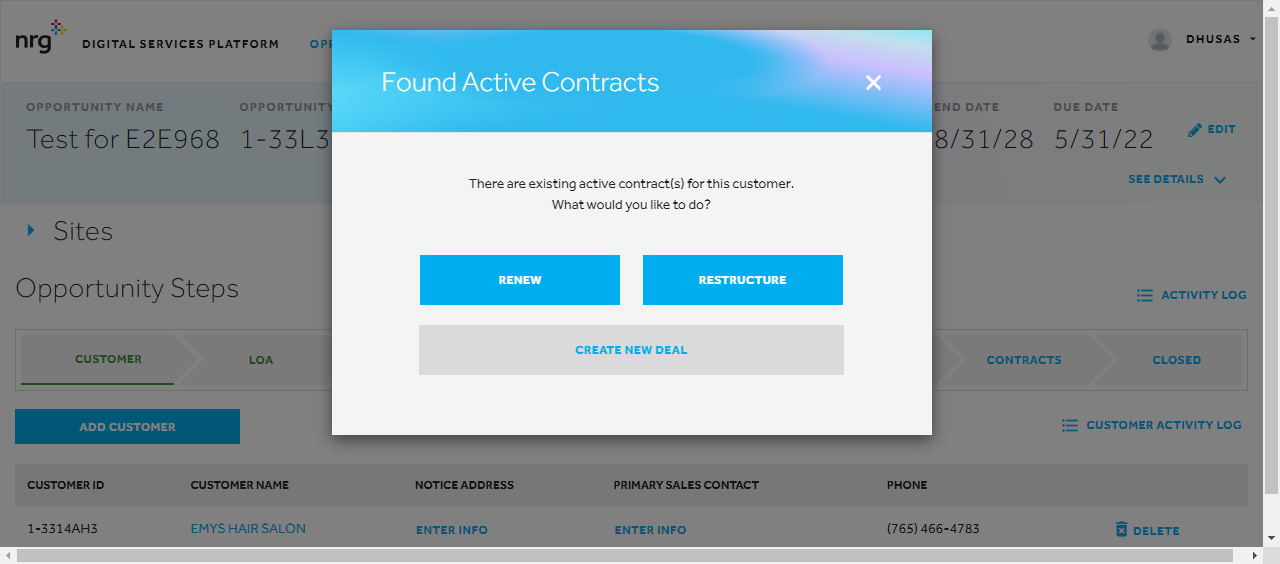 nrg DIGITAL SERVICES PLATFORM OP DHUSAS
Found Active Contracts
OPPORTUNITY NAME OPPORTUNITY END DATE DUE DATE
Test for E2E968 1-33L3 8/31/28 5/31/22 EDIT
SEE DETAILS
There are existing active contract(s) for this customer.
What would you like to do?
Sites
RENEW RESTRUCTURE
Opportunity Steps
ACTIVITY LOG
CREATE NEW DEAL
CUSTOMER LOA CONTRACTS CLOSED
ADD CUSTOMER CUSTOMER ACTIVITY LOG
CUSTOMER ID CUSTOMER NAME NOTICE ADDRESS PRIMARY SALES CONTACT PHONE
1-3314AH3 EMYS HAIR SALON ENTER INFO ENTER INFO (765) 466-4783 DELETE